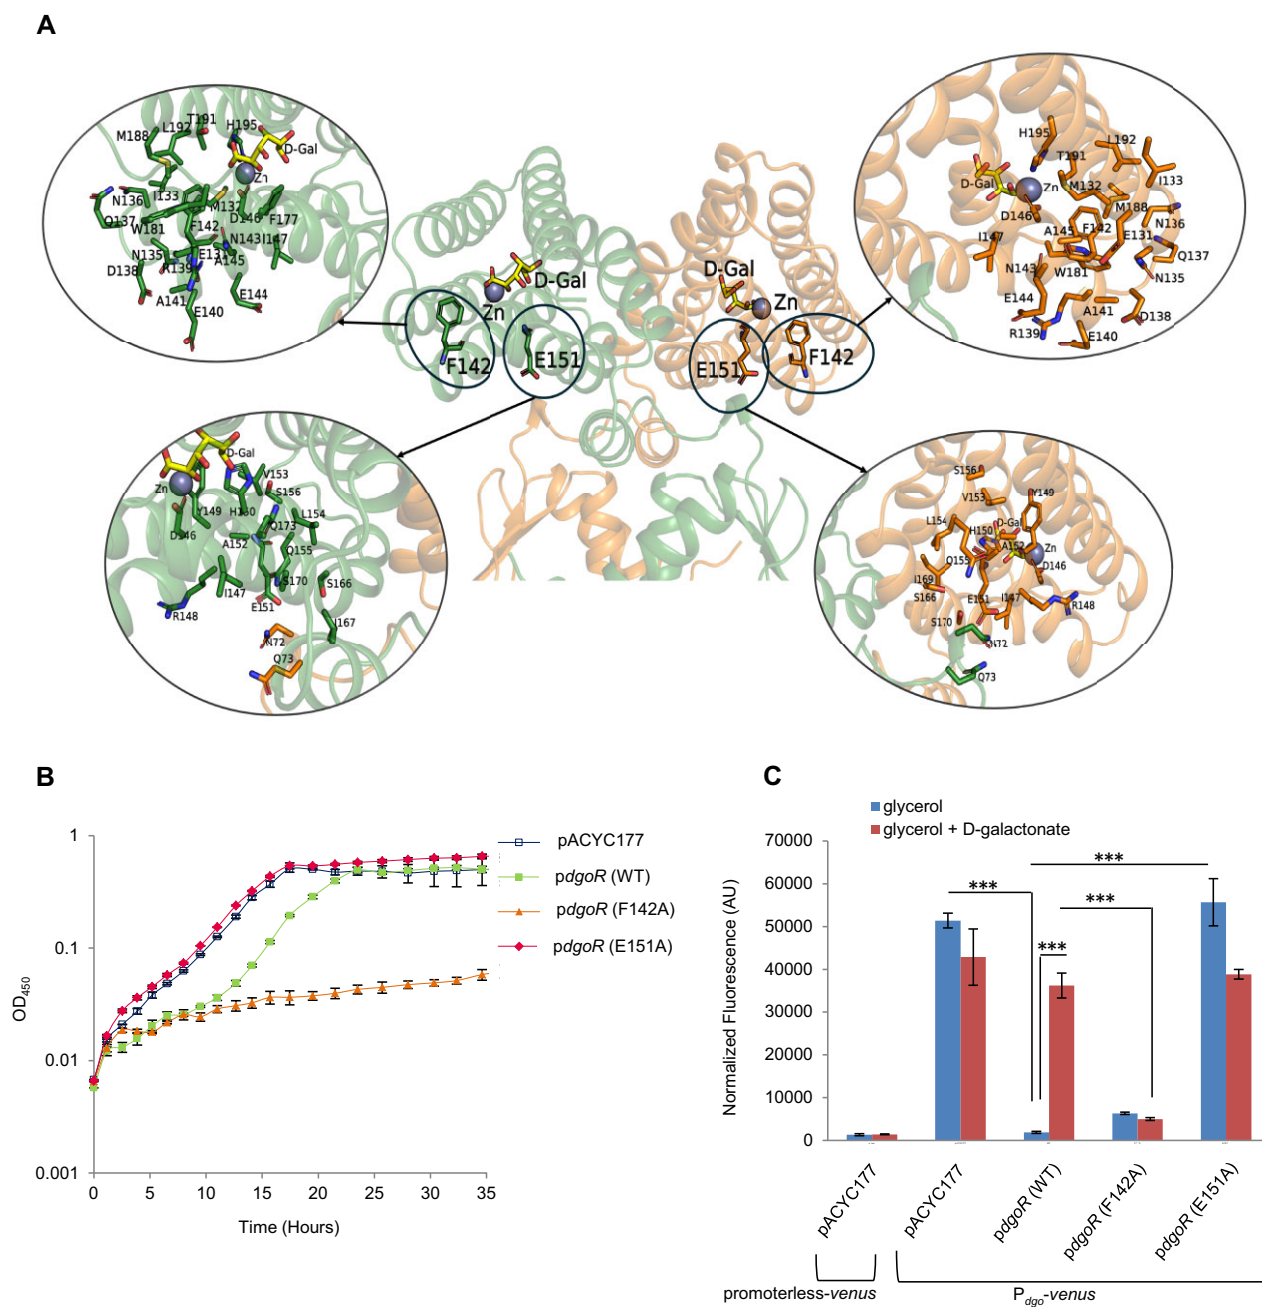 A
M188
L192
T191
H195
D-Gal
Zn
N136
I133
M132
Q137
W181
D146
F177
F142
N143
I147
N135
E131
A145
D138
R139
A141
E144
E140
D-Gal
Zn
F142
E151
D-Gal
Zn
E151
F142
H195
L192
T191
D-Gal
Zn
M132
I133
D146
M188
A145
F142
E131
N136
I147
Q137
N143
W181
N135
E144
A141
D138
R139
E140
D-Gal
V153
Zn
S156
Y149
H150
L154
D146
Q173
A152
Q155
I147
S170
S166
R148
E151
I167
N72
Q73
S156
V153
Y149
L154
D-Gal
H150
A152
Zn
Q155
D146
I169
S166
E151
I147
R148
S170
N72
Q73
B
1
0.1
0.01
0.001
OD450
0 5 10 15 20 25 30 35
Time (Hours)
pACYC177
pdgoR (WT)
pdgoR (F142A)
pdgoR (E151A)
C
glycerol
glycerol + D-galactonate
70000
60000
50000
40000
30000
20000
10000
0
Normalized Fluorescence (AU)
***
***
***
***
pACYC177
pACYC177
pdgoR (WT)
pdgoR (F142A)
pdgoR (E151A)
promoterless-venus
Pdgo-venus